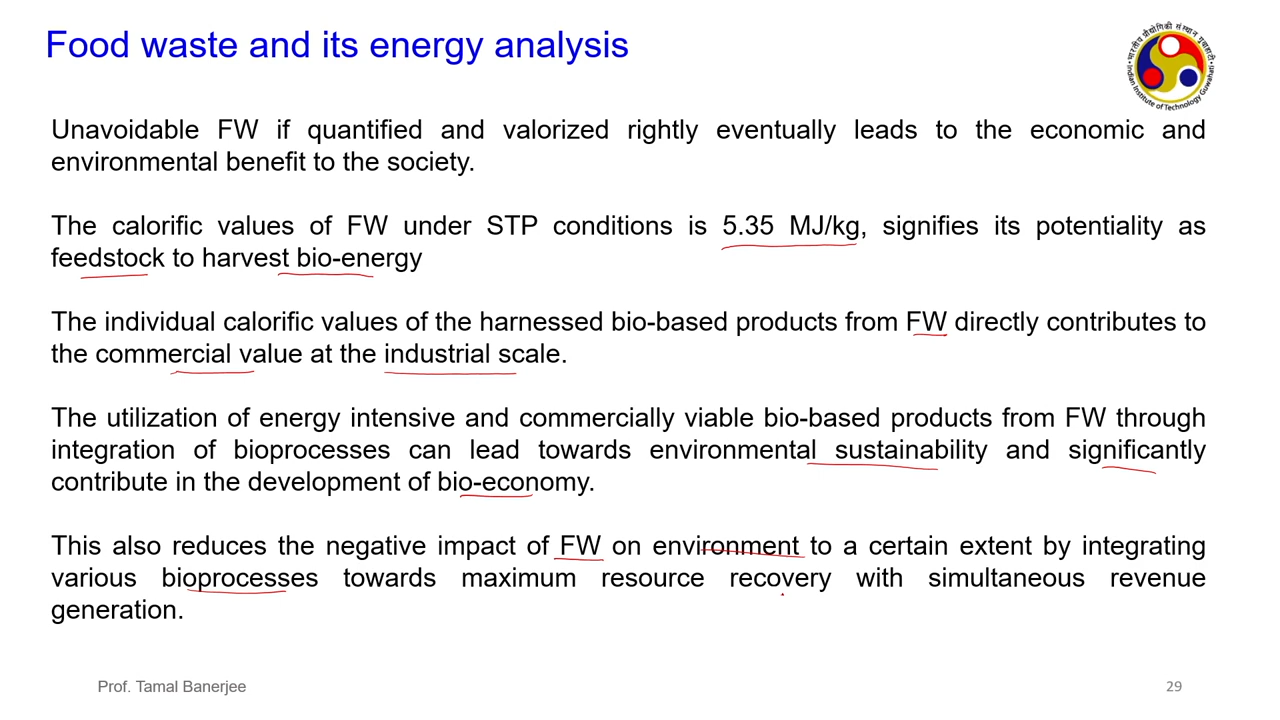 Food waste and its energy analysis
भारतीय प्रौद्योगिकी संस्थान गुवाहाटी
Indian Institute of Technology Guwahati
Unavoidable FW if quantified and valorized rightly eventually leads to the economic and
environmental benefit to the society.
The calorific values of FW under STP conditions is 5.35 MJ/kg, signifies its potentiality as
feedstock to harvest bio-energy
The individual calorific values of the harnessed bio-based products from FW directly contributes to
the commercial value at the industrial scale.
The utilization of energy intensive and commercially viable bio-based products from FW through
integration of bioprocesses can lead towards environmental sustainability and significantly
contribute in the development of bio-economy.
This also reduces the negative impact of FW on environment to a certain extent by integrating
various bioprocesses towards maximum resource recovery with simultaneous revenue
generation.
Prof. Tamal Banerjee
29